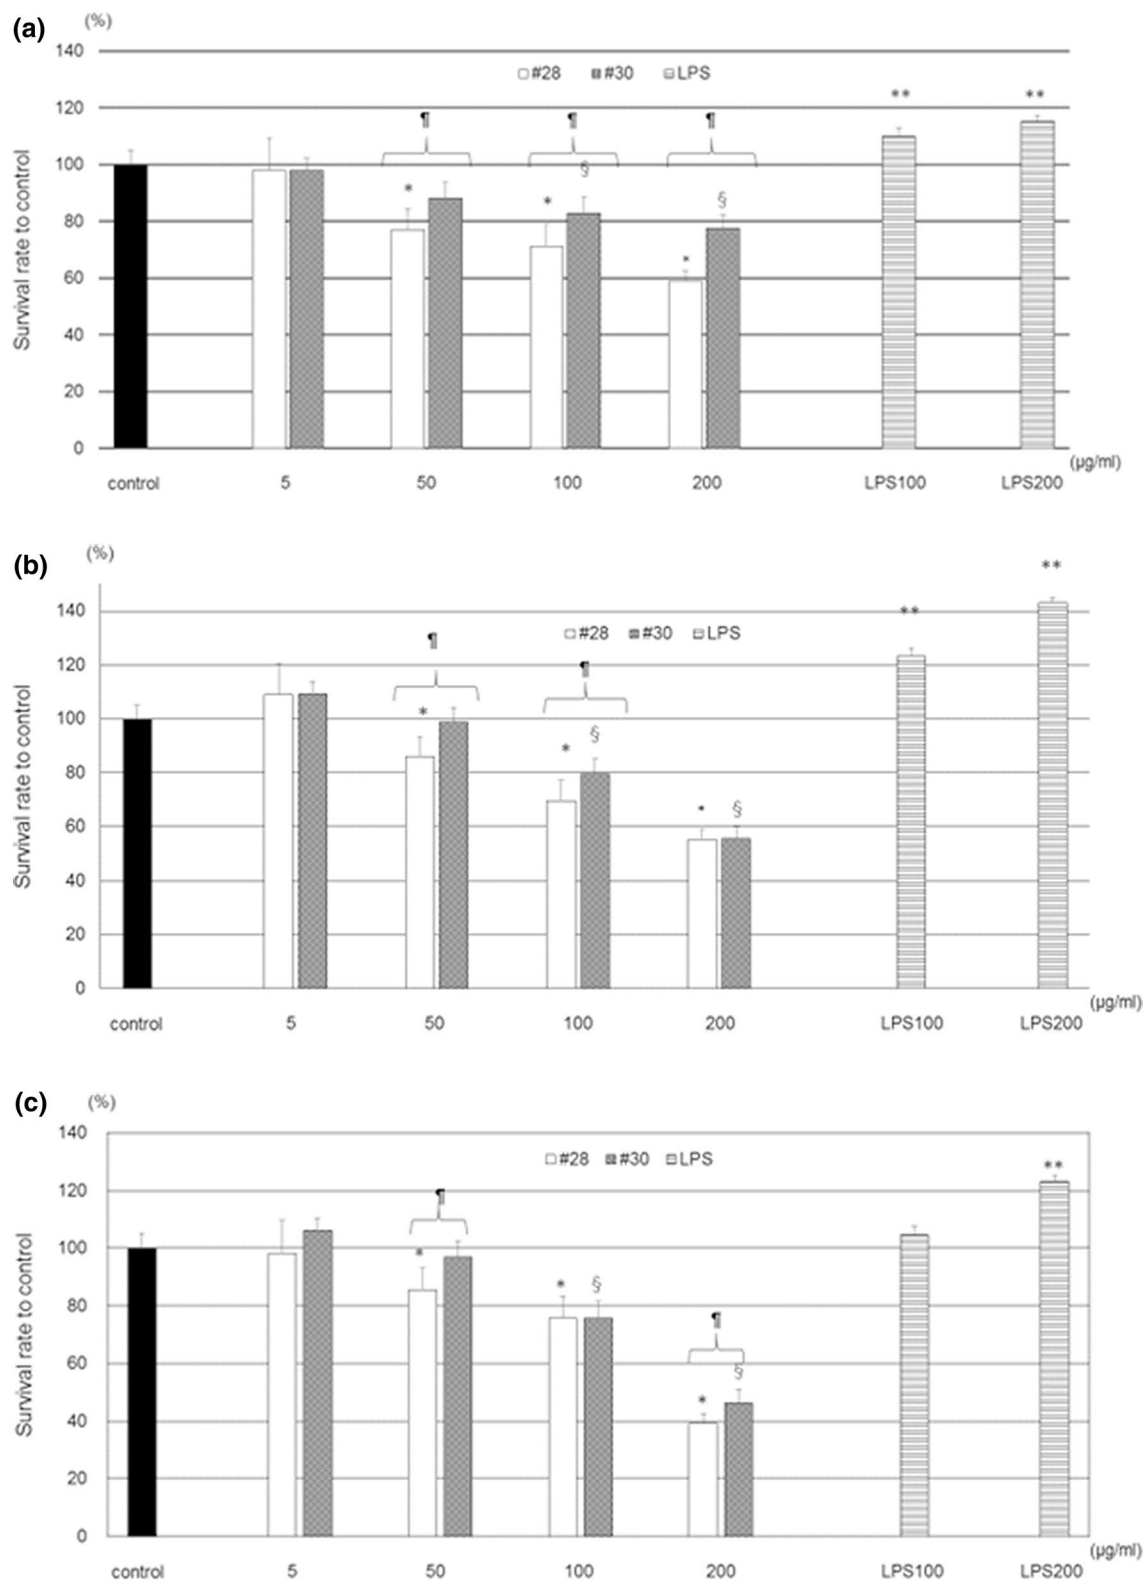 (a)
(%)
140
#28 #30 LPS
** **
120
¶ ¶ ¶
100
§
* * §
80
*
60
40
20
0
Survival rate to control
(µg/ml)
control 5 50 100 200 LPS100 LPS200
(b)
(%)
**
140
**
#28 #30 LPS
¶
120
¶
*
100
§
*
80
* §
60
40
20
0
Survival rate to control
(µg/ml)
control 5 50 100 200 LPS100 LPS200
(c)
(%)
140
#28 #30 LPS
**
120
¶
*
100
* §
80
¶
60
§
*
40
20
0
Survival rate to control
(µg/ml)
control 5 50 100 200 LPS100 LPS200